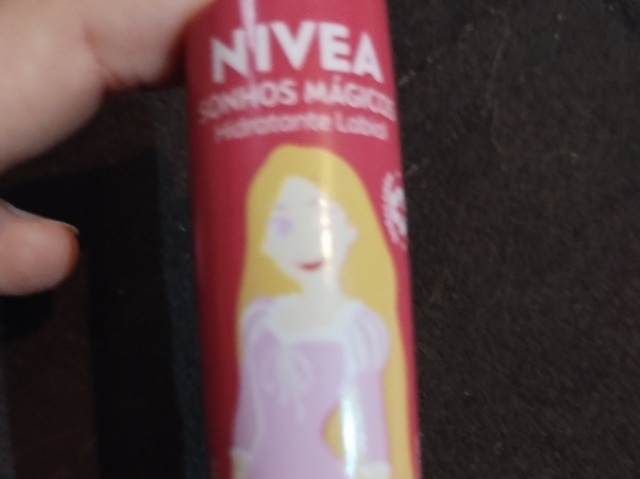 NIVEA
SONHOS MÁGICOS
Hidratante Labial